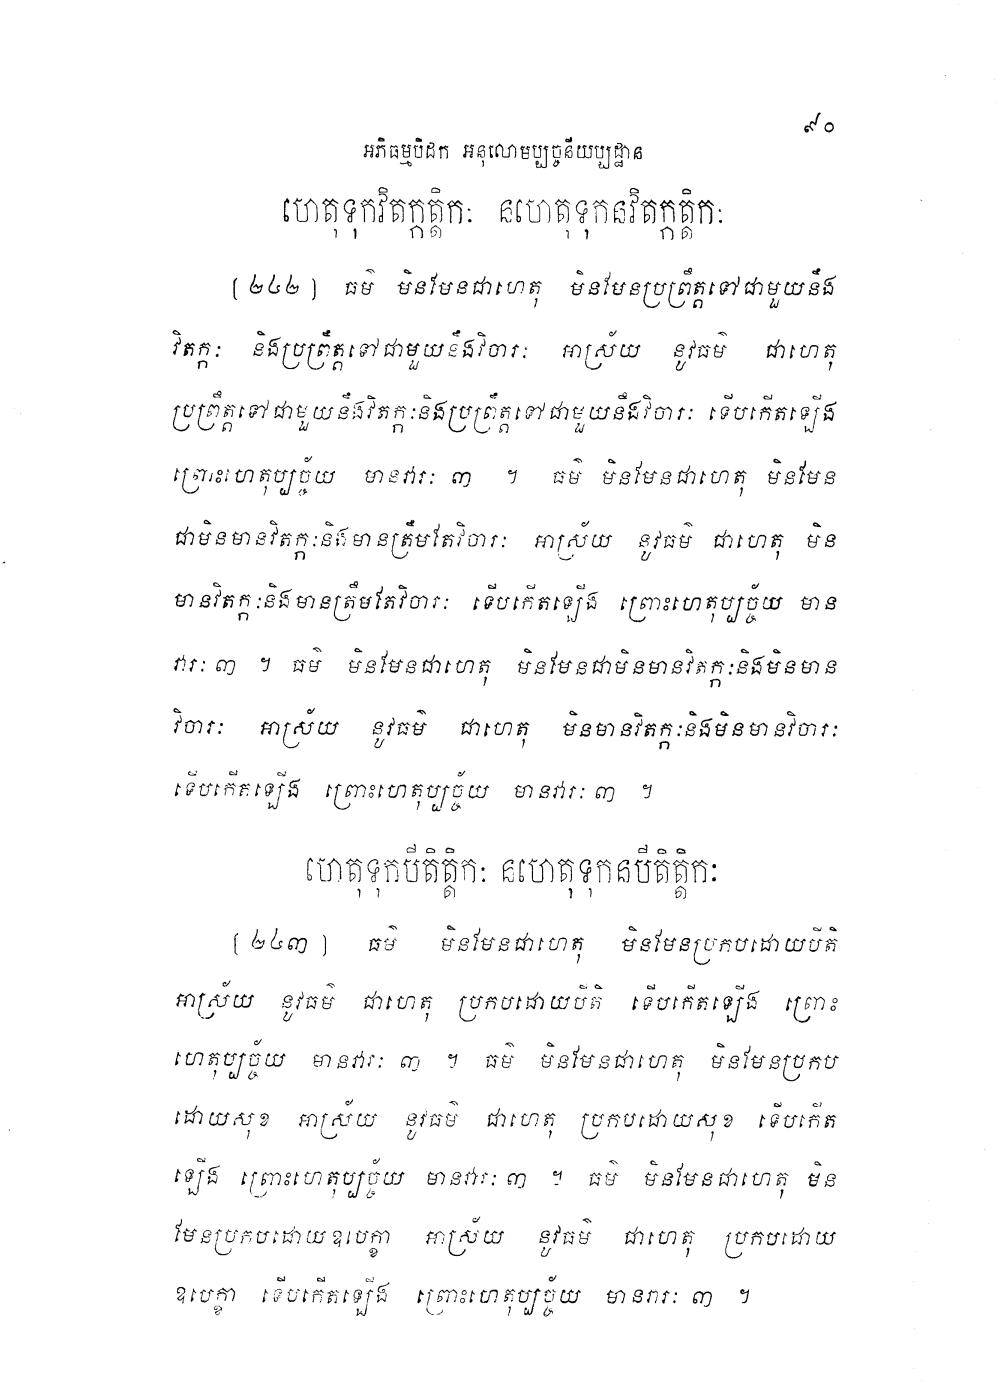 ៩០
អភិធម្មបិដក អនុលោមប្បច្ចនីយប្បដ្ឋាន
ហេតុទុកវិតក្កត្តិកៈ នហេតុទុកនវិតក្កត្តិកៈ
(២៤២) ធម៌ មិនមែនជាហេតុ មិនមែនប្រព្រឹត្តទៅជាមួយនឹង
វិតក្កៈ និងប្រព្រឹត្តទៅជាមួយនឹងវិចារៈ អាស្រ័យ នូវធម៌ ជាហេតុ
ប្រព្រឹត្តទៅជាមួយនឹងវិតក្កៈនិងប្រព្រឹត្តទៅជាមួយនឹងវិចារៈ ទើបកើតឡើង
ព្រោះហេតុប្បច្ច័យ មានវារៈ ៣ ។ ធម៌ មិនមែនជាហេតុ មិនមែន
ជាមិនមានវិតក្កៈនិងមានត្រឹមតែវិចារៈ អាស្រ័យ នូវធម៌ ជាហេតុ មិន
មានវិតក្កៈនិងមានត្រឹមតែវិចារៈ ទើបកើតឡើង ព្រោះហេតុប្បច្ច័យ មាន
វារៈ ៣ ។ ធម៌ មិនមែនជាហេតុ មិនមែនជាមិនមានវិតក្កៈនិងមិនមាន
វិចារៈ អាស្រ័យ នូវធម៌ ជាហេតុ មិនមានវិតក្កៈនិងមិនមានវិចារៈ
ទើបកើតឡើង ព្រោះហេតុប្បច្ច័យ មានវារៈ ៣ ។
ហេតុទុកបីតិត្តិកៈ នហេតុទុកនបីតិត្តិកៈ
(២៤៣) ធម៌ មិនមែនជាហេតុ មិនមែនប្រកបដោយបីតិ
អាស្រ័យ នូវធម៌ ជាហេតុ ប្រកបដោយបីតិ ទើបកើតឡើង ព្រោះ
ហេតុប្បច្ច័យ មានវារៈ ៣ ។ ធម៌ មិនមែនជាហេតុ មិនមែនប្រកប
ដោយសុខ អាស្រ័យ នូវធម៌ ជាហេតុ ប្រកបដោយសុខ ទើបកើត
ឡើង ព្រោះហេតុប្បច្ច័យ មានវារៈ ៣ ។ ធម៌ មិនមែនជាហេតុ មិន
មែនប្រកបដោយឧបេក្ខា អាស្រ័យ នូវធម៌ ជាហេតុ ប្រកបដោយ
ឧបេក្ខា ទើបកើតឡើង ព្រោះហេតុប្បច្ច័យ មានវារៈ ៣ ។